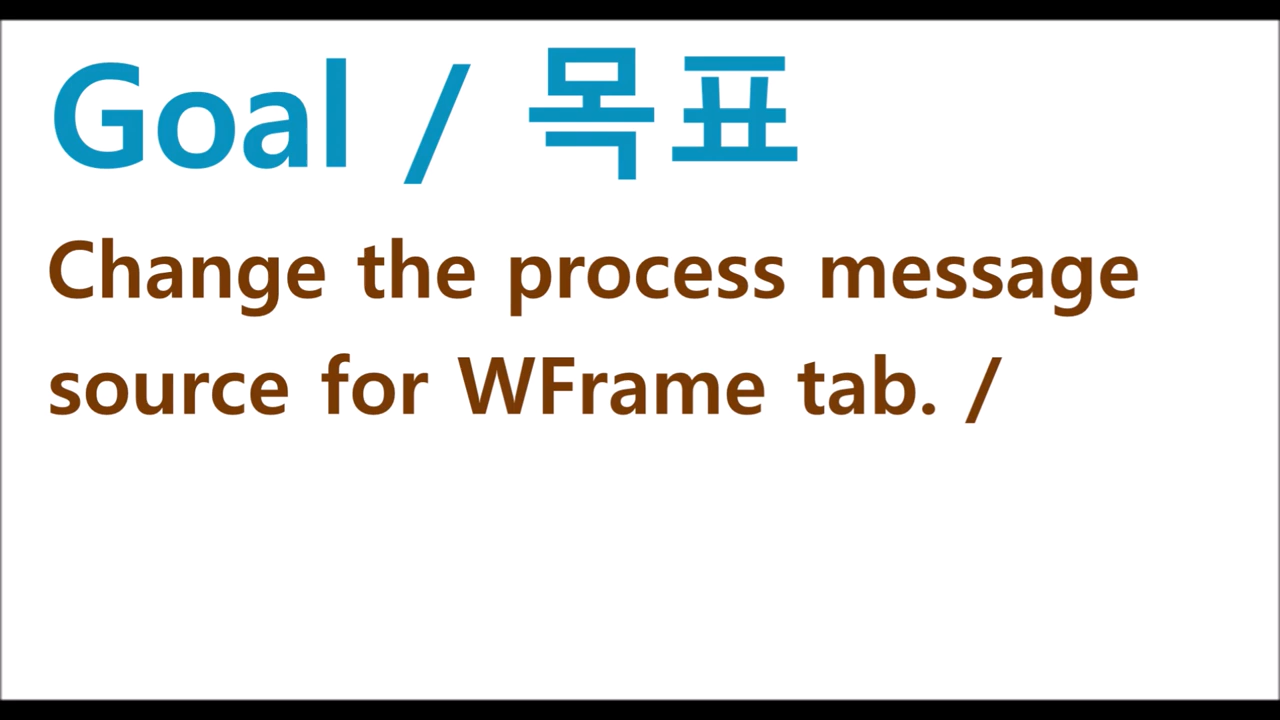 Goal / 목표
Change the process message
source for WFrame tab. /